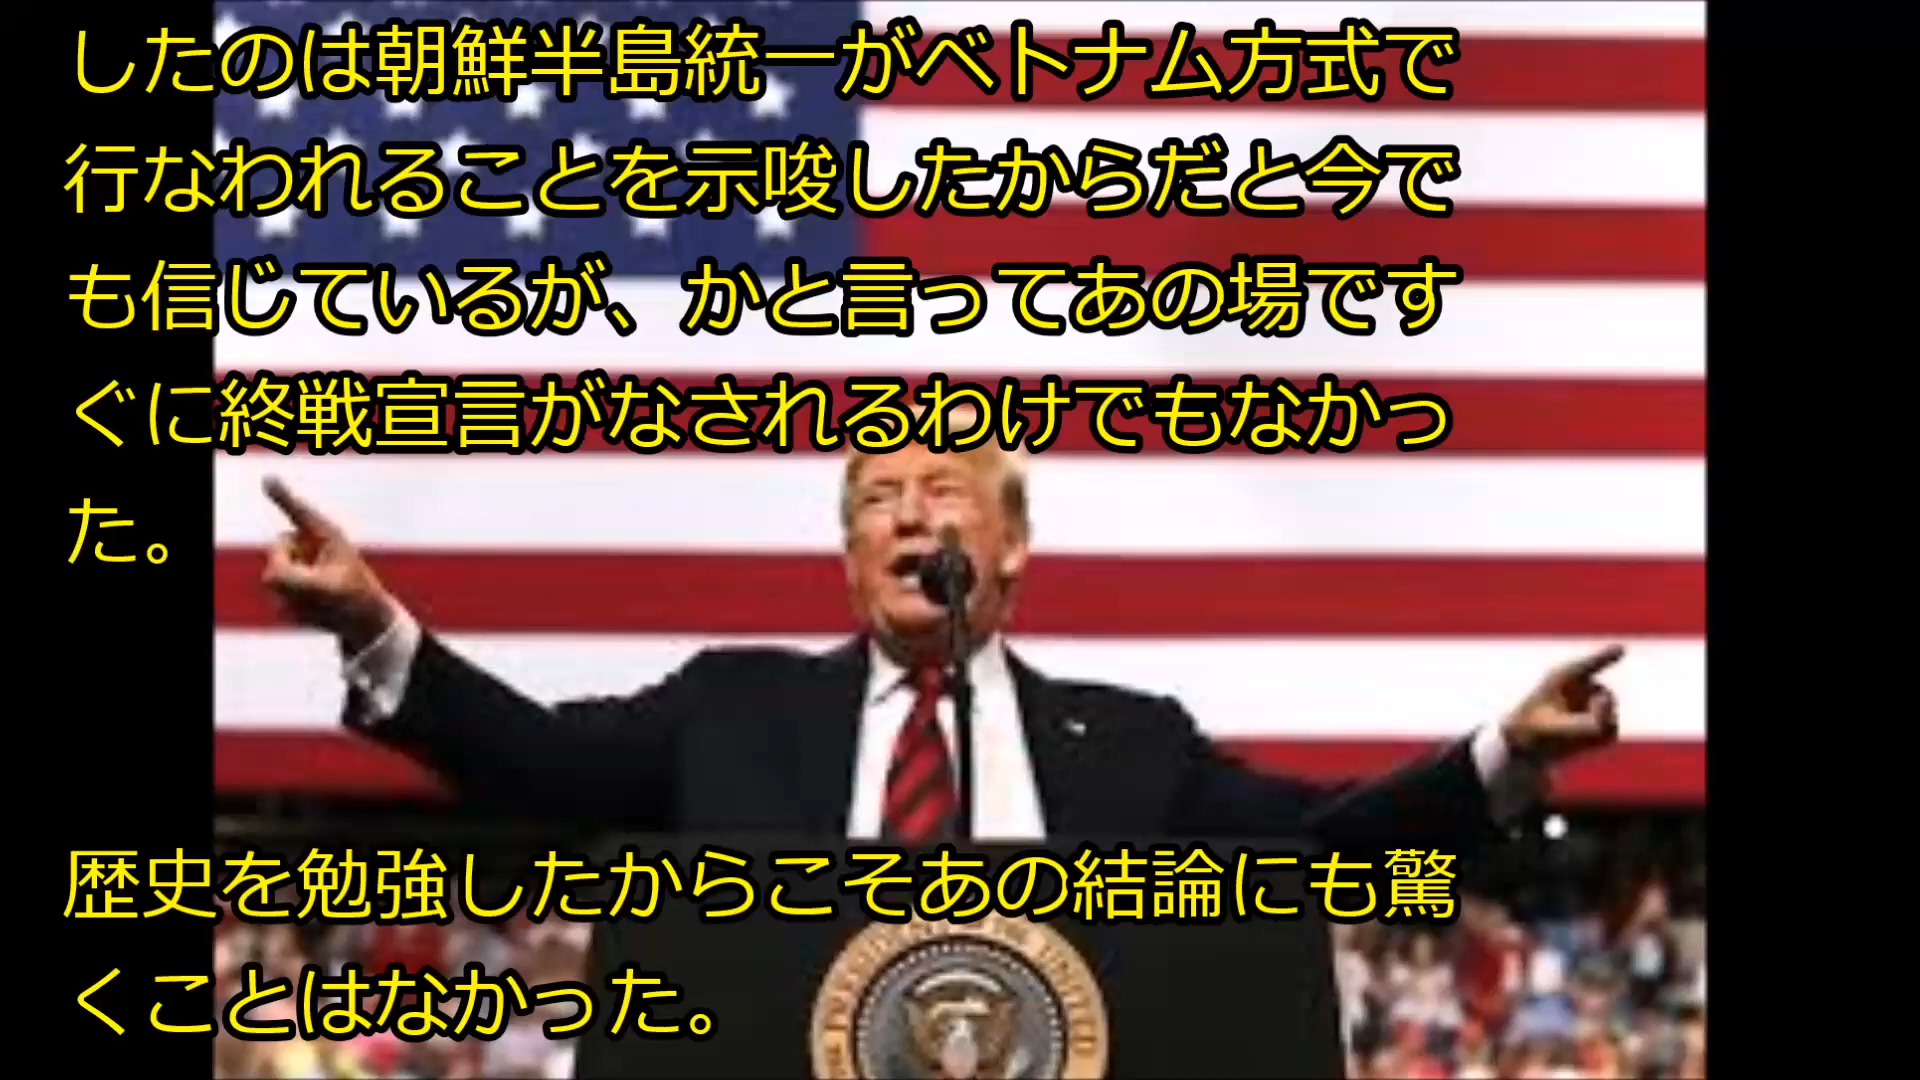 したのは朝鮮半島統一がベトナム方式で
行なわれることを示唆したからだと今で
も信じているが、かと言ってあの場です
ぐに終戦宣言がなされるわけでもなかっ
た。
歴史を勉強したからこそあの結論にも驚
くことはなかった。